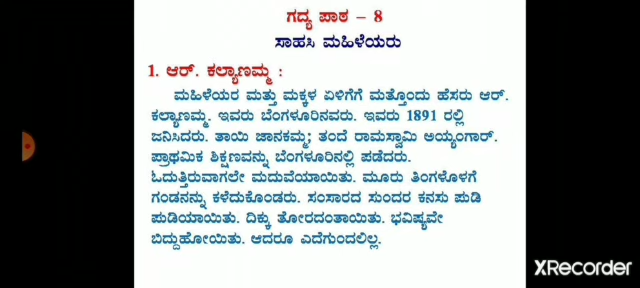 ಗದ್ಯ ಪಾಠ – 8
ಸಾಹಸಿ ಮಹಿಳೆಯರು
1. ಆರ್. ಕಲ್ಯಾಣಮ್ಮ :
ಮಹಿಳೆಯರ ಮತ್ತು ಮಕ್ಕಳ ಏಳಿಗೆಗೆ ಮತ್ತೊಂದು ಹೆಸರು ಆರ್.
ಕಲ್ಯಾಣಮ್ಮ. ಇವರು ಬೆಂಗಳೂರಿನವರು. ಇವರು 1891 ರಲ್ಲಿ
ಜನಿಸಿದರು. ತಾಯಿ ಜಾನಕಮ್ಮ; ತಂದೆ ರಾಮಸ್ವಾಮಿ ಅಯ್ಯಂಗಾರ್.
ಪ್ರಾಥಮಿಕ ಶಿಕ್ಷಣವನ್ನು ಬೆಂಗಳೂರಿನಲ್ಲಿ ಪಡೆದರು.
ಓದುತ್ತಿರುವಾಗಲೇ ಮದುವೆಯಾಯಿತು. ಮೂರು ತಿಂಗಳೊಳಗೆ
ಗಂಡನನ್ನು ಕಳೆದುಕೊಂಡರು. ಸಂಸಾರದ ಸುಂದರ ಕನಸು ಪುಡಿ
ಪುಡಿಯಾಯಿತು. ದಿಕ್ಕು ತೋರದಂತಾಯಿತು. ಭವಿಷ್ಯವೇ
ಬಿದ್ದುಹೋಯಿತು. ಆದರೂ ಎದೆಗುಂದಲಿಲ್ಲ.
XRecorder